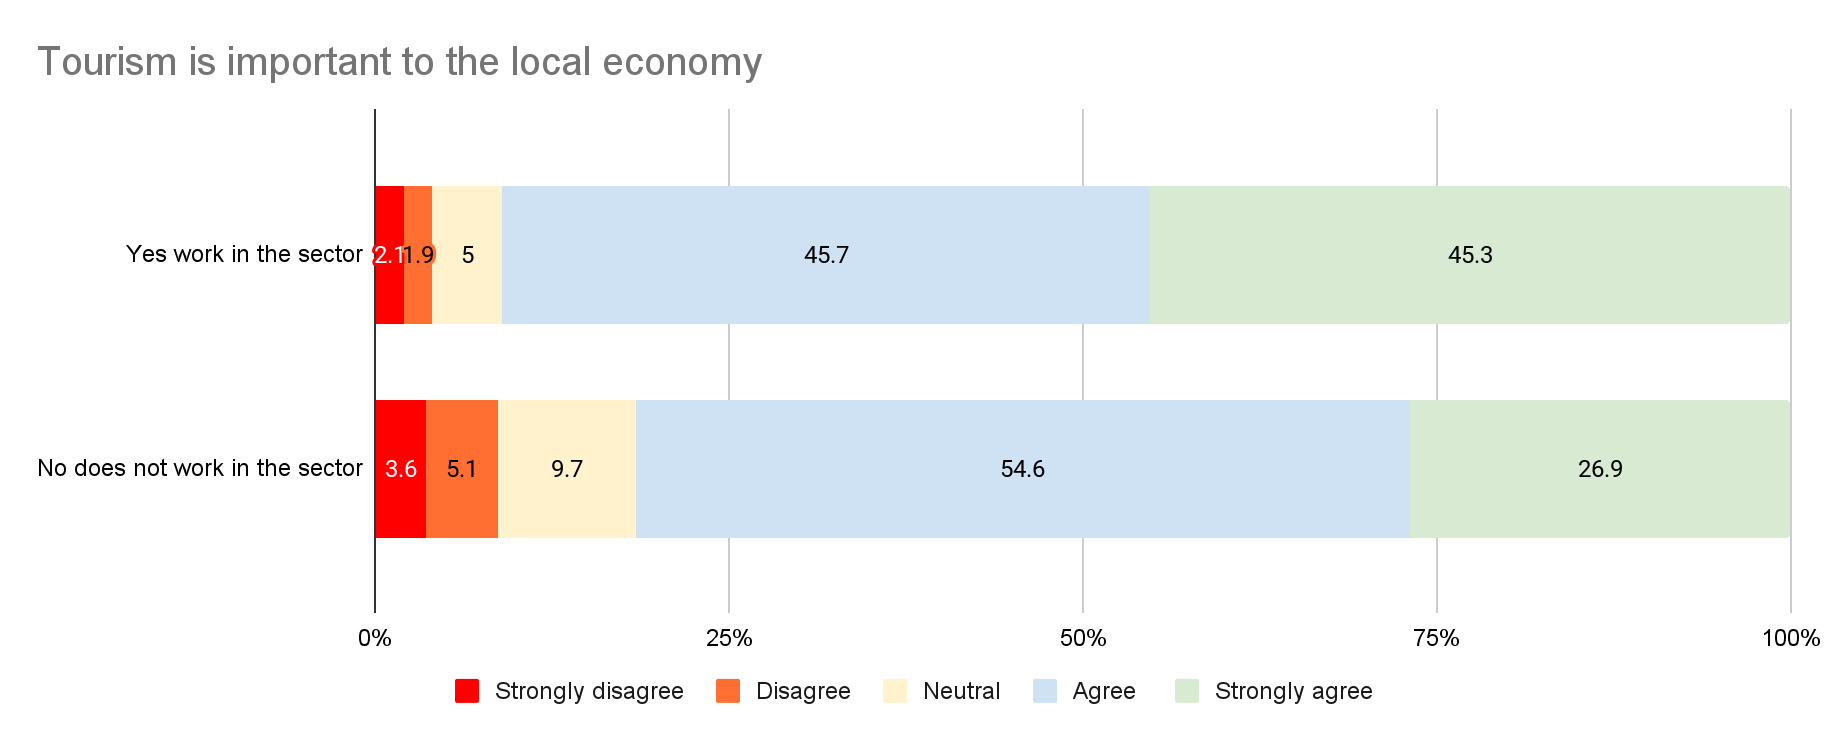 Tourism is important to the local economy
Yes work in the sector 2.1 1.9 5 45.7 45.3
No does not work in the sector 3.6 5.1 9.7 54.6 26.9
0% 25% 50% 75% 100%
Strongly disagree Disagree Neutral Agree Strongly agree